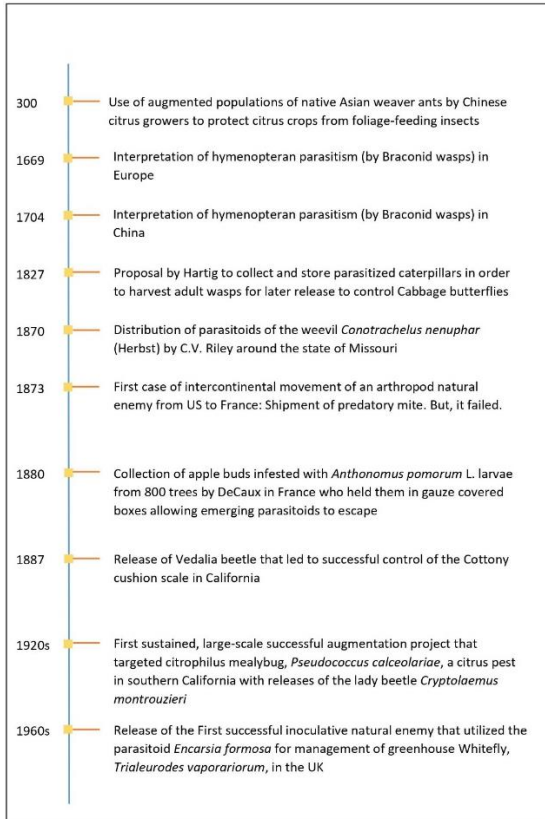 300
Use of augmented populations of native Asian weaver ants by Chinese
citrus growers to protect citrus crops from foliage-feeding insects
1669
Interpretation of hymenopteran parasitism (by Braconid wasps) in
Europe
1704
Interpretation of hymenopteran parasitism (by Braconid wasps) in
China
1827
Proposal by Hartig to collect and store parasitized caterpillars in order
to harvest adult wasps for later release to control Cabbage butterflies
1870
Distribution of parasitoids of the weevil Conotrachelus nenuphar
(Herbst) by C.V. Riley around the state of Missouri
1873
First case of intercontinental movement of an arthropod natural
enemy from US to France: Shipment of predatory mite. But, it failed.
1880
Collection of apple buds infested with Anthonomus pomorum L. larvae
from 800 trees by DeCaux in France who held them in gauze covered
boxes allowing emerging parasitoids to escape
1887
Release of Vedalia beetle that led to successful control of the Cottony
cushion scale in California
1920s
First sustained, large-scale successful augmentation project that
targeted citrophilus mealybug, Pseudococcus calceolariae, a citrus pest
in southern California with releases of the lady beetle Cryptolaemus
montrouzieri
1960s
Release of the First successful inoculative natural enemy that utilized the
parasitoid Encarsia formosa for management of greenhouse Whitefly,
Trialeurodes vaporariorum, in the UK